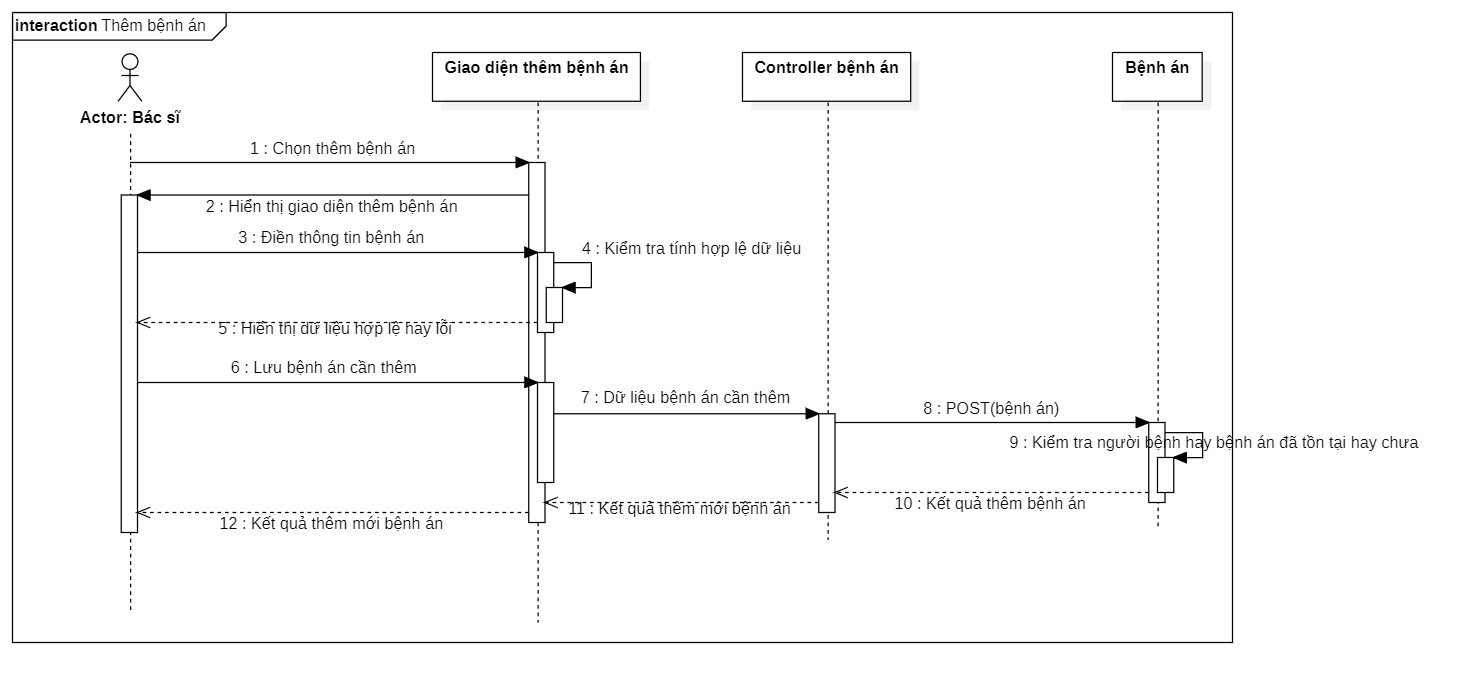 interaction Thêm bệnh án
Giao diện thêm bệnh án
Controller bệnh án
Bệnh án
Actor: Bác sĩ
1 : Chọn thêm bệnh án
2 : Hiển thị giao diện thêm bệnh án
3 : Điền thông tin bệnh án
4 : Kiểm tra tính hợp lệ dữ liệu
5 : Hiển thị dữ liệu hợp lệ hay lỗi
6 : Lưu bệnh án cần thêm
7 : Dữ liệu bệnh án cần thêm
8 : POST(bệnh án)
9 : Kiểm tra người bệnh hay bệnh án đã tồn tại hay chưa
10 : Kết quả thêm bệnh án
11 : Kết quả thêm mới bệnh án
12 : Kết quả thêm mới bệnh án